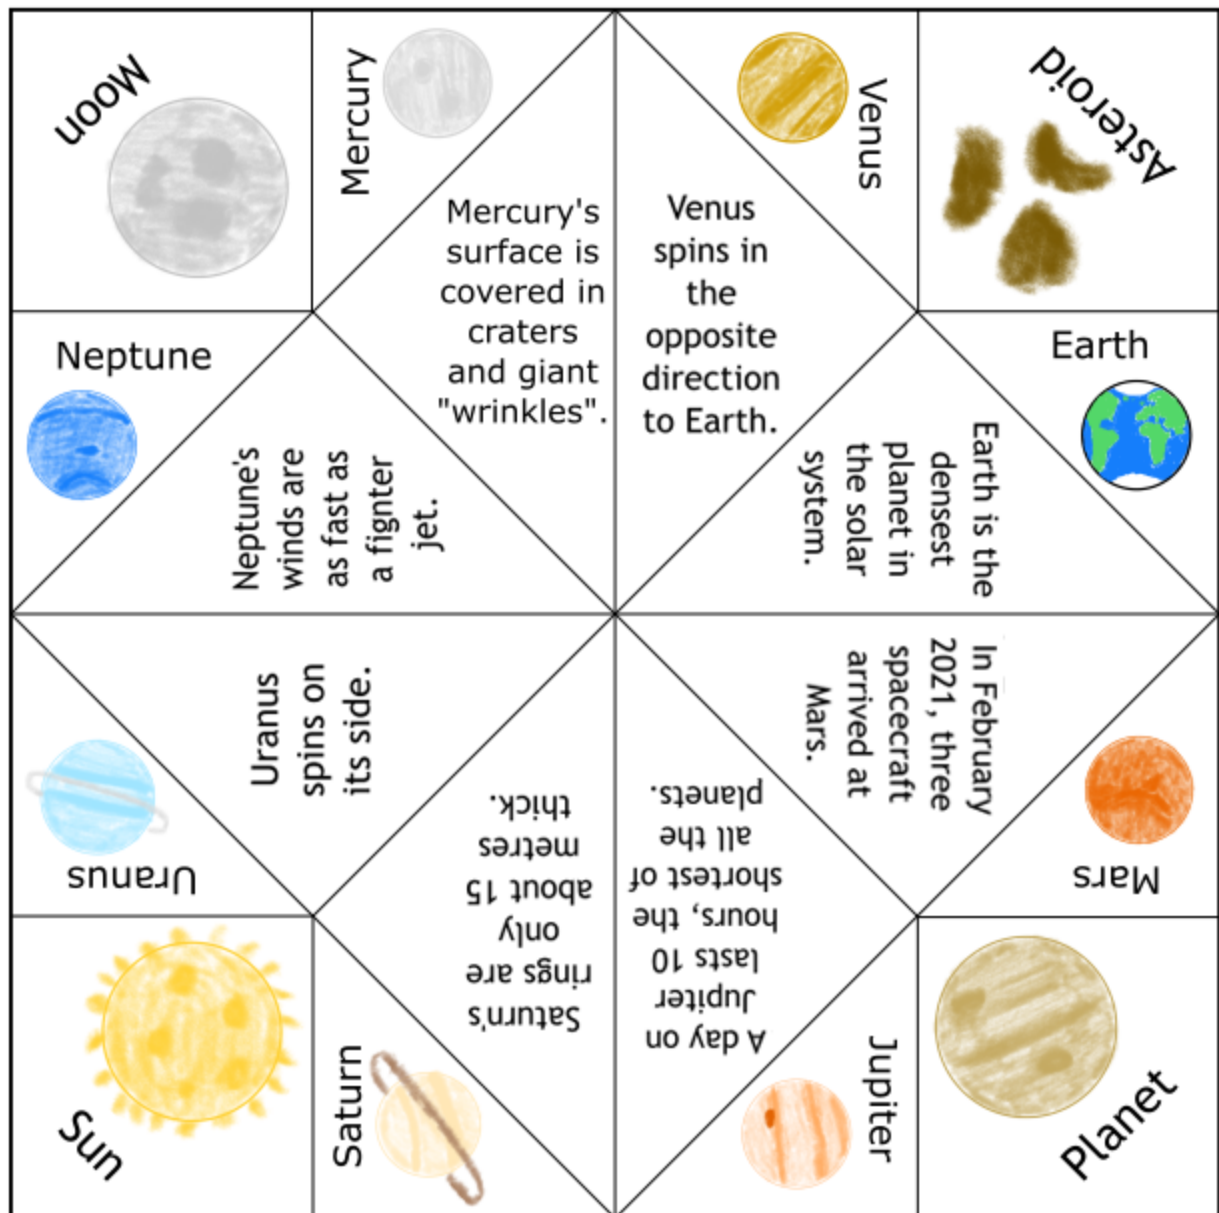 Moon
Mercury
Venus
Asteroid
Mercury's
surface is
covered in
craters
and giant
"wrinkles".
Venus
spins in
the
opposite
direction
to Earth.
Neptune
Earth
Neptune's
winds are
as fast as
a fignter
jet.
Earth is the
densest
planet in
the solar
system.
Uranus
spins on
its side.
In February
2021, three
spacecraft
arrived at
Mars.
Uranus
Mars
Saturn's
rings are
only
about 15
metres
thick.
A day on
Jupiter
lasts 10
hours, the
shortest of
all the
planets.
Sun
Saturn
Jupiter
Planet